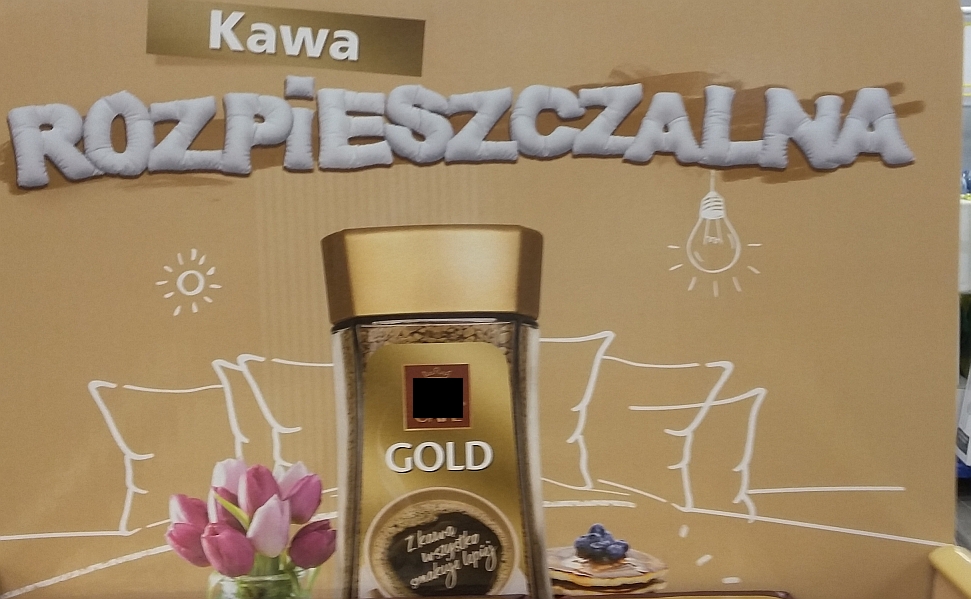 Kawa
ROZPiESZCZALNA
GOLD
Z kawą
wszystko
smakuje lepiej